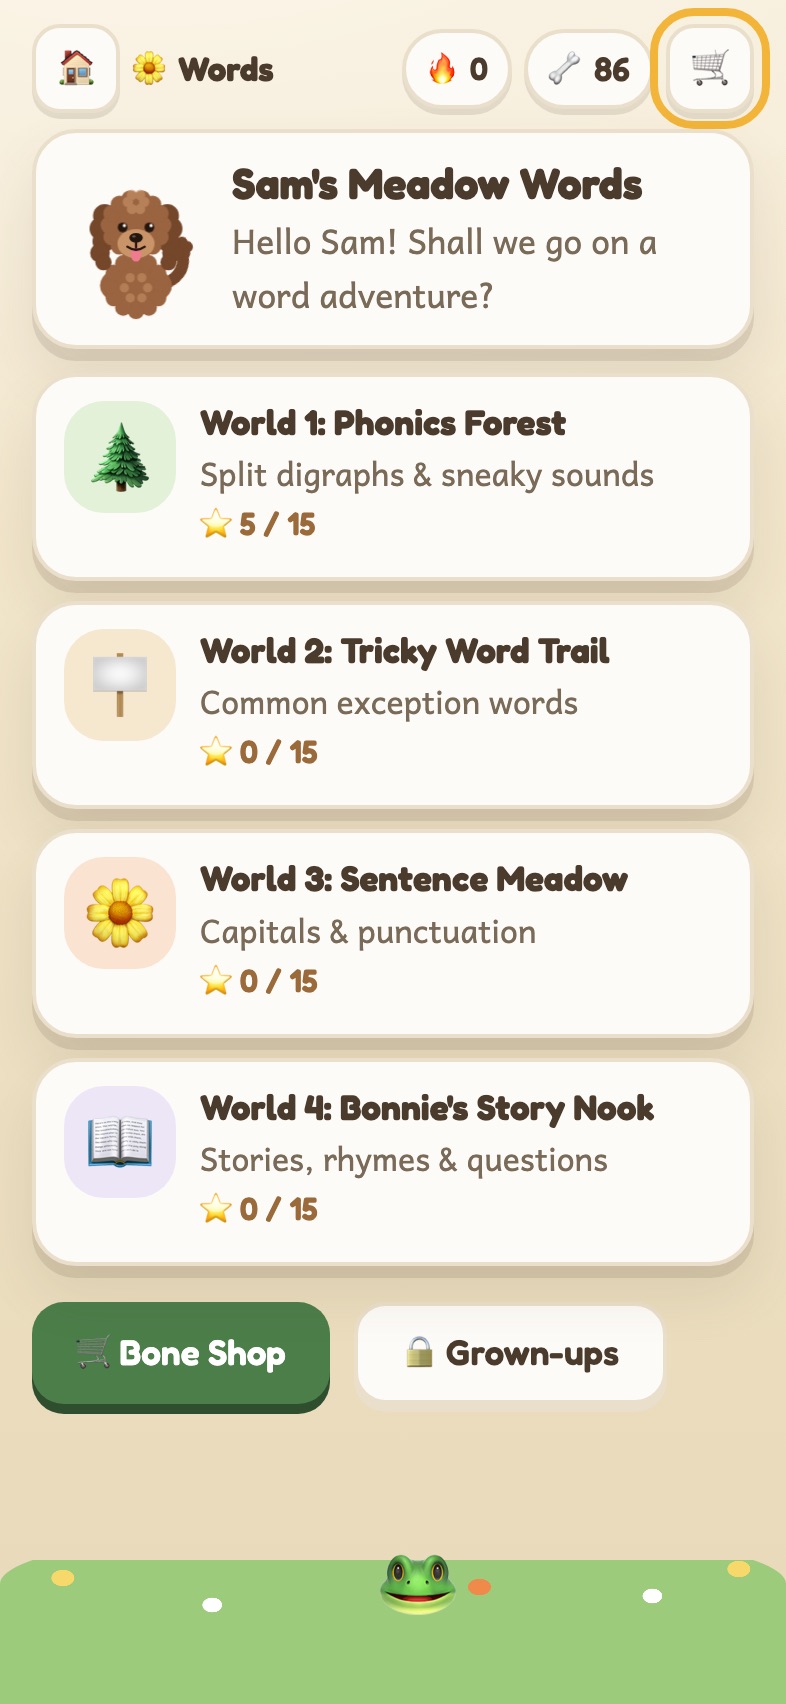 Words
0
86
Sam's Meadow Words
Hello Sam! Shall we go on a
word adventure?
World 1: Phonics Forest
Split digraphs & sneaky sounds
5 / 15
World 2: Tricky Word Trail
Common exception words
0 / 15
World 3: Sentence Meadow
Capitals & punctuation
0 / 15
World 4: Bonnie's Story Nook
Stories, rhymes & questions
0 / 15
Bone Shop
Grown-ups